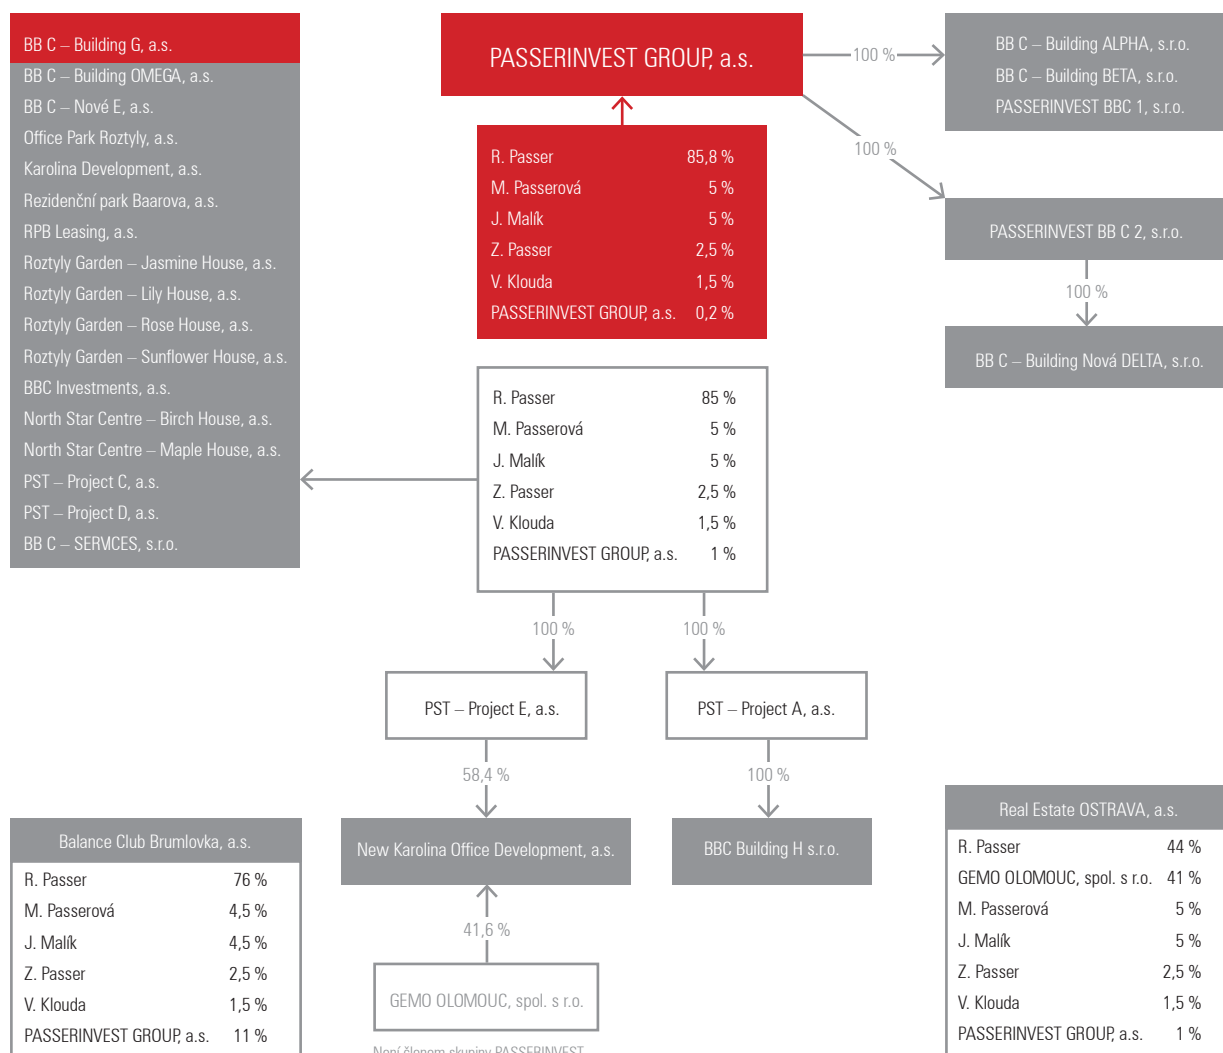 BB C – Building G, a.s.
BB C – Building OMEGA, a.s.
BB C – Nové E, a.s.
Office Park Roztyly, a.s.
Karolina Development, a.s.
Rezidenční park Baarova, a.s.
RPB Leasing, a.s.
Roztyly Garden – Jasmine House, a.s.
Roztyly Garden – Lily House, a.s.
Roztyly Garden – Rose House, a.s.
Roztyly Garden – Sunflower House, a.s.
BBC Investments, a.s.
North Star Centre – Birch House, a.s.
North Star Centre – Maple House, a.s.
PST – Project C, a.s.
PST – Project D, a.s.
BB C – SERVICES, s.r.o.
PASSERINVEST GROUP, a.s.
R. Passer 85,8 %
M. Passerová 5 %
J. Malík 5 %
Z. Passer 2,5 %
V. Klouda 1,5 %
PASSERINVEST GROUP, a.s. 0,2 %
100 %
BB C – Building ALPHA, s.r.o.
BB C – Building BETA, s.r.o.
PASSERINVEST BBC 1, s.r.o.
100 %
PASSERINVEST BB C 2, s.r.o.
100 %
BB C – Building Nová DELTA, s.r.o.
R. Passer 85 %
M. Passerová 5 %
J. Malík 5 %
Z. Passer 2,5 %
V. Klouda 1,5 %
PASSERINVEST GROUP, a.s. 1 %
100 % 100 %
PST – Project E, a.s.
PST – Project A, a.s.
58,4 %
100 %
New Karolina Office Development, a.s.
BBC Building H s.r.o.
41,6 %
GEMO OLOMOUC, spol. s r.o.
Není členem skupiny PASSERINVEST
Balance Club Brumlovka, a.s.
R. Passer 76 %
M. Passerová 4,5 %
J. Malík 4,5 %
Z. Passer 2,5 %
V. Klouda 1,5 %
PASSERINVEST GROUP, a.s. 11 %
Real Estate OSTRAVA, a.s.
R. Passer 44 %
GEMO OLOMOUC, spol. s r.o. 41 %
M. Passerová 5 %
J. Malík 5 %
Z. Passer 2,5 %
V. Klouda 1,5 %
PASSERINVEST GROUP, a.s. 1 %